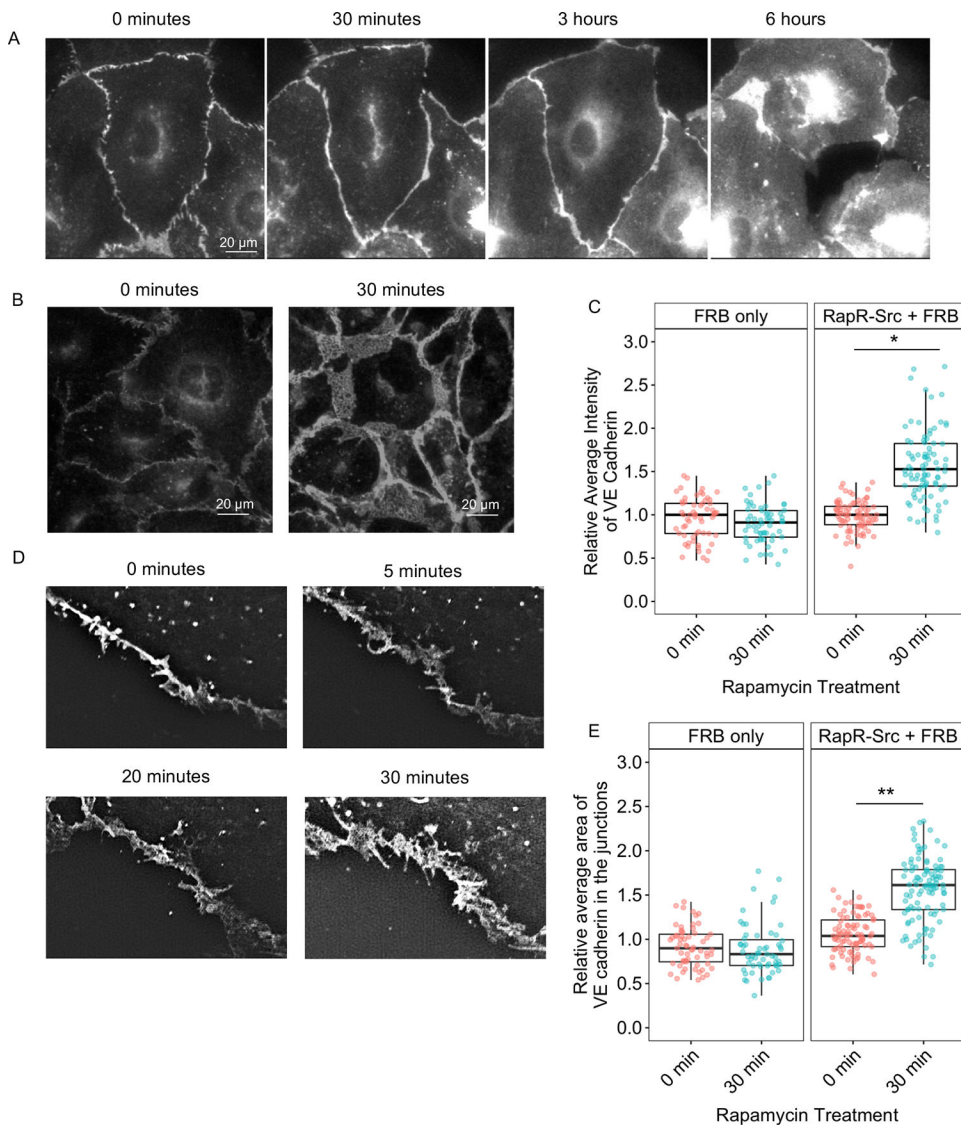 A
0 minutes
30 minutes
3 hours
6 hours
20 µm
B
0 minutes
30 minutes
20 µm
20 µm
C
FRB only
RapR-Src + FRB
*
Relative Average Intensity
of VE Cadherin
3.0
2.5
2.0
1.5
1.0
0.5
0.0
0 min
30 min
0 min
30 min
Rapamycin Treatment
D
0 minutes
5 minutes
20 minutes
30 minutes
E
FRB only
RapR-Src + FRB
**
Relative average area of
VE cadherin in the junctions
3.0
2.5
2.0
1.5
1.0
0.5
0.0
0 min
30 min
0 min
30 min
Rapamycin Treatment